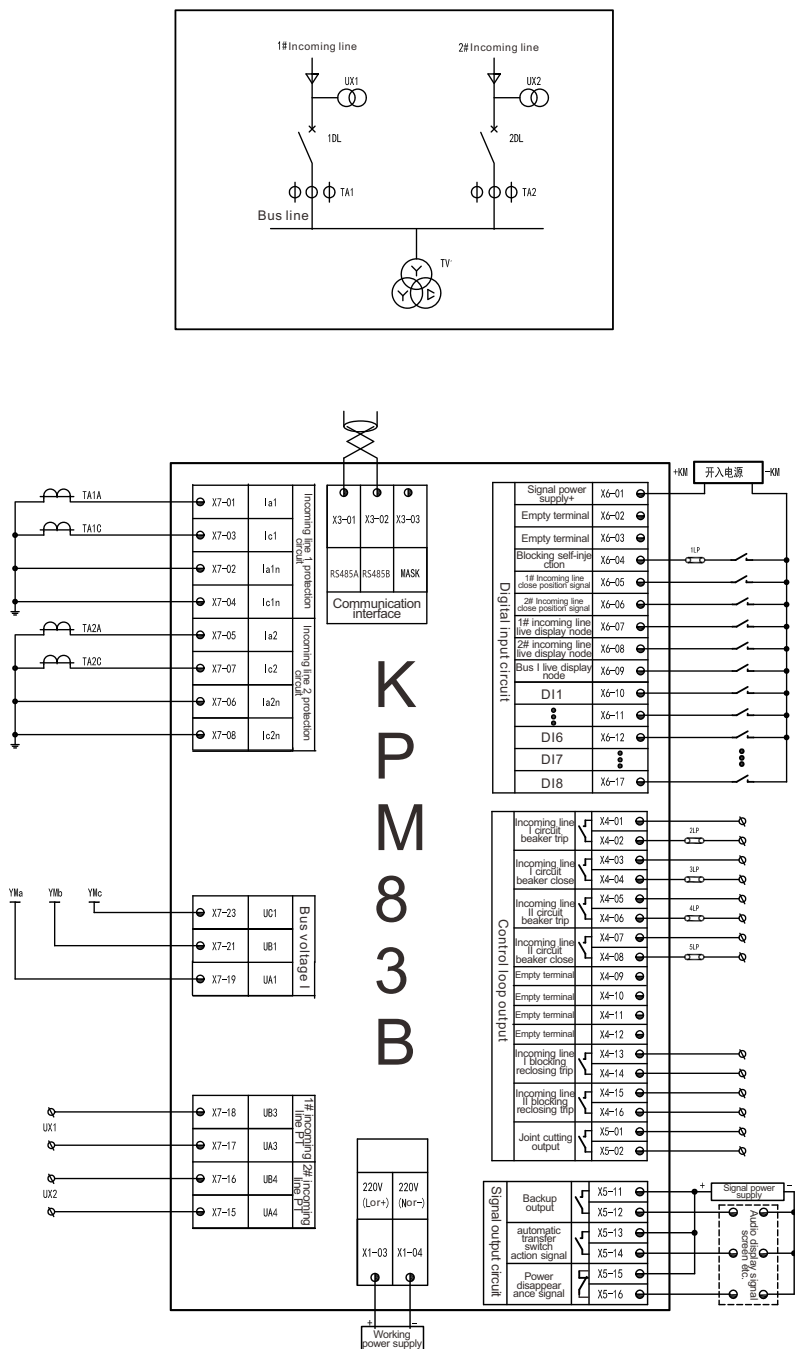 1#Incoming line
2#Incoming line
UX1
UX2
1DL
2DL
TA1
TA2
Bus line
TV
TA1A
TA1C
TA2A
TA2C
X7-01 Ia1
X7-03 Ic1
X7-02 Ia1n
X7-04 Ic1n
Incoming line 1 protection
circuit
X7-05 Ia2
X7-07 Ic2
X7-06 Ia2n
X7-08 Ic2n
Incoming line 2 protection
circuit
X3-01 X3-02 X3-03
RS485A RS485B MASK
Communication
interface
KPM83B
YMa YMb YMc
X7-23 UC1
X7-21 UB1
X7-19 UA1
Bus voltage I
UX1
UX2
X7-18 UB3
X7-17 UA3
1# incoming
line PT
X7-16 UB4
X7-15 UA4
2# incoming
line PT
220V 220V
(Lor+) (Nor-)
X1-03 X1-04
+ -
Working
power supply
+KM 开入电源 -KM
Digital input circuit
Signal power
supply+ X6-01
Empty terminal X6-02
Empty terminal X6-03
Blocking self-inje
ction X6-04
1LP
1# Incoming line
close position signal X6-05
2# Incoming line
close position signal X6-06
1# incoming line
live display node X6-07
2# incoming line
live display node X6-08
Bus I live display
node X6-09
DI1 X6-10
X6-11
DI6 X6-12
DI7
DI8 X6-17
Control loop output
Incoming line
I circuit
beaker trip
X4-01
X4-02
2LP
Incoming line
I circuit
beaker close
X4-03
X4-04
3LP
Incoming line
II circuit
beaker trip
X4-05
X4-06
4LP
Incoming line
II circuit
beaker close
X4-07
X4-08
5LP
Empty terminal X4-09
Empty terminal X4-10
Empty terminal X4-11
Empty terminal X4-12
Incoming line
I blocking
reclosing trip
X4-13
X4-14
Incoming line
II blocking
reclosing trip
X4-15
X4-16
Joint cutting
output
X5-01
X5-02
Signal output circuit
Backup
output
X5-11
X5-12
automatic
transfer
switch
action signal
X5-13
X5-14
Power
disappear
ance signal
X5-15
X5-16
+ Signal power
supply -
Audio display signal
screen etc.